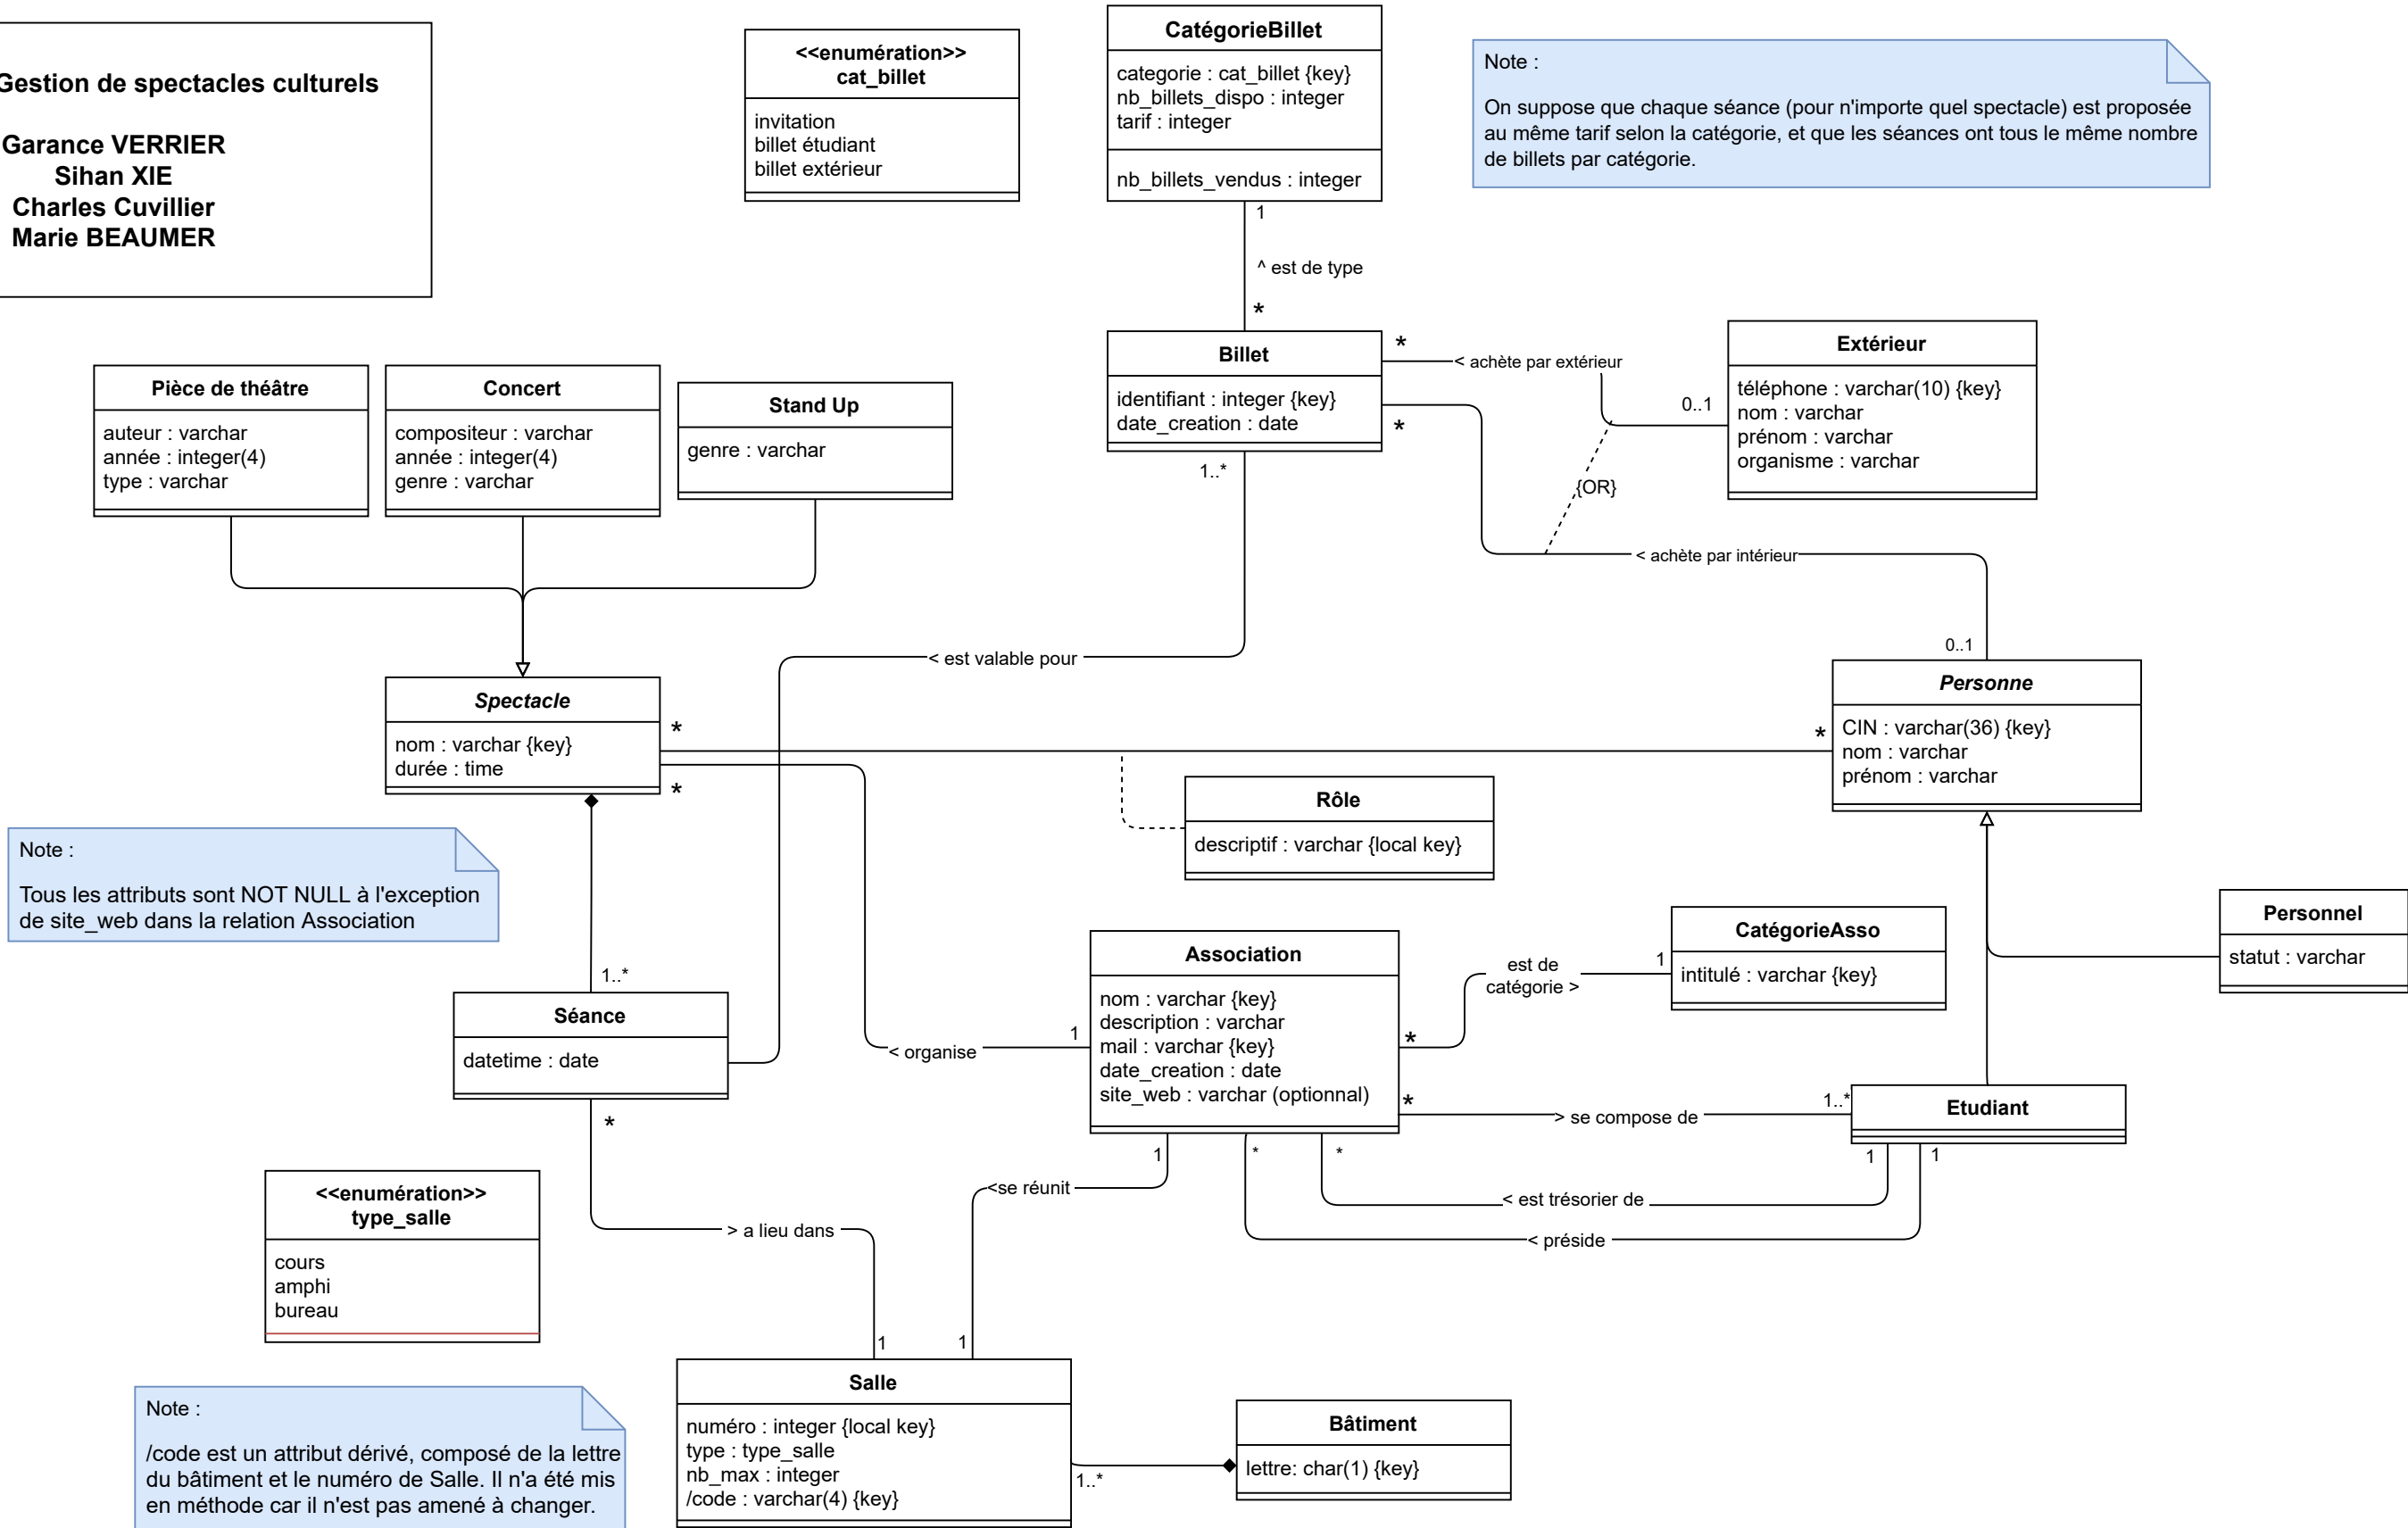 Gestion de spectacles culturels
Garance VERRIER
Sihan XIE
Charles Cuvillier
Marie BEAUMER
<<enumération>>
cat_billet
invitation
billet étudiant
billet extérieur
CatégorieBillet
categorie : cat_billet {key}
nb_billets_dispo : integer
tarif : integer
nb_billets_vendus : integer
Note :
On suppose que chaque séance (pour n'importe quel spectacle) est proposée
au même tarif selon la catégorie, et que les séances ont tous le même nombre
de billets par catégorie.
1
^ est de type
*
Pièce de théâtre
auteur : varchar
année : integer(4)
type : varchar
Concert
compositeur : varchar
année : integer(4)
genre : varchar
Stand Up
genre : varchar
Billet
identifiant : integer {key}
date_creation : date
*
< achète par extérieur
0..1
*
1..*
Extérieur
téléphone : varchar(10) {key}
nom : varchar
prénom : varchar
organisme : varchar
{OR}
< achète par intérieur
0..1
< est valable pour
Spectacle
nom : varchar {key}
durée : time
*
*
*
Personne
CIN : varchar(36) {key}
nom : varchar
prénom : varchar
Rôle
descriptif : varchar {local key}
Note :
Tous les attributs sont NOT NULL à l'exception
de site_web dans la relation Association
1..*
Séance
datetime : date
*
< organise
1
Association
nom : varchar {key}
description : varchar
mail : varchar {key}
date_creation : date
site_web : varchar (optionnal)
est de
catégorie >
1
*
CatégorieAsso
intitulé : varchar {key}
Personnel
statut : varchar
*
> se compose de
1..*
Etudiant
1
*
*
1
1
<se réunit
< est trésorier de
< préside
> a lieu dans
<<enumération>>
type_salle
cours
amphi
bureau
1
1
Salle
numéro : integer {local key}
type : type_salle
nb_max : integer
/code : varchar(4) {key}
1..*
Bâtiment
lettre: char(1) {key}
Note :
/code est un attribut dérivé, composé de la lettre
du bâtiment et le numéro de Salle. Il n'a été mis
en méthode car il n'est pas amené à changer.